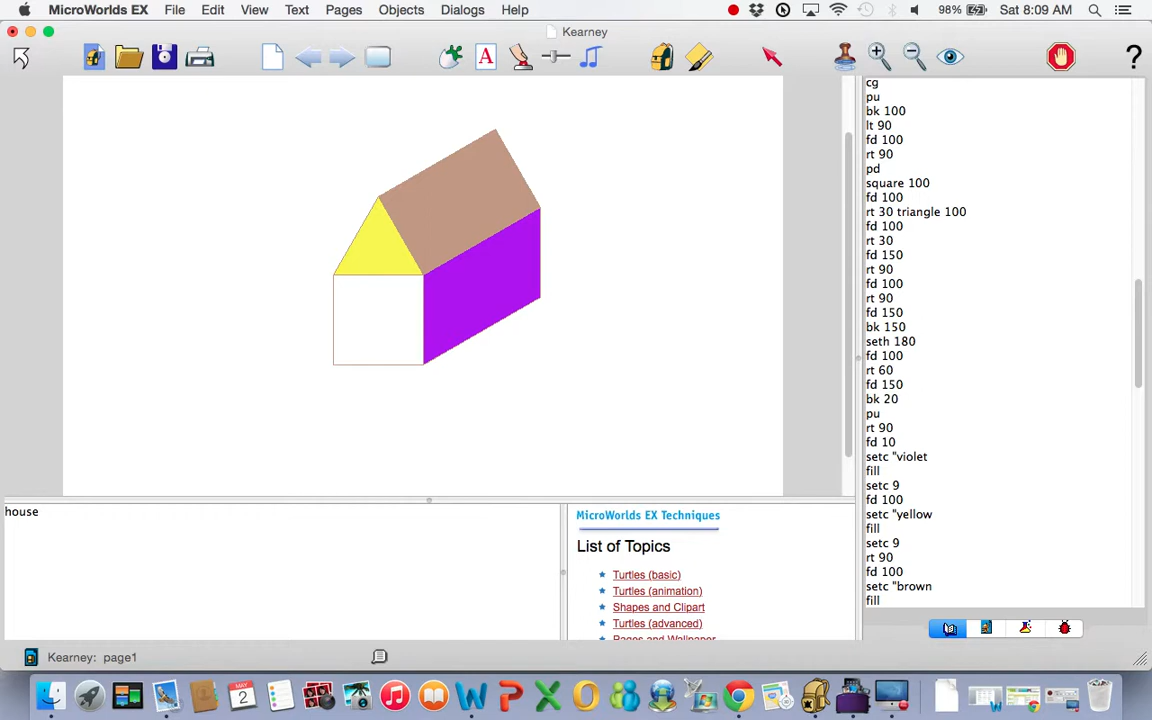 MicroWorlds EX File Edit View Text Pages Objects Dialogs Help 98% Sat 8:09 AM
Kearney
A
?
cg
pu
bk 100
lt 90
fd 100
rt 90
pd
square 100
fd 100
rt 30 triangle 100
fd 100
rt 30
fd 150
rt 90
fd 100
rt 90
fd 150
bk 150
seth 180
fd 100
rt 60
fd 150
bk 20
pu
rt 90
fd 10
setc "violet
fill
setc 9
fd 100
setc "yellow
fill
setc 9
rt 90
fd 100
setc "brown
fill
house
MicroWorlds EX Techniques
List of Topics
Turtles (basic)
Turtles (animation)
Shapes and Clipart
Turtles (advanced)
Pages and Wallpaper
Kearney: page1
MAY
2